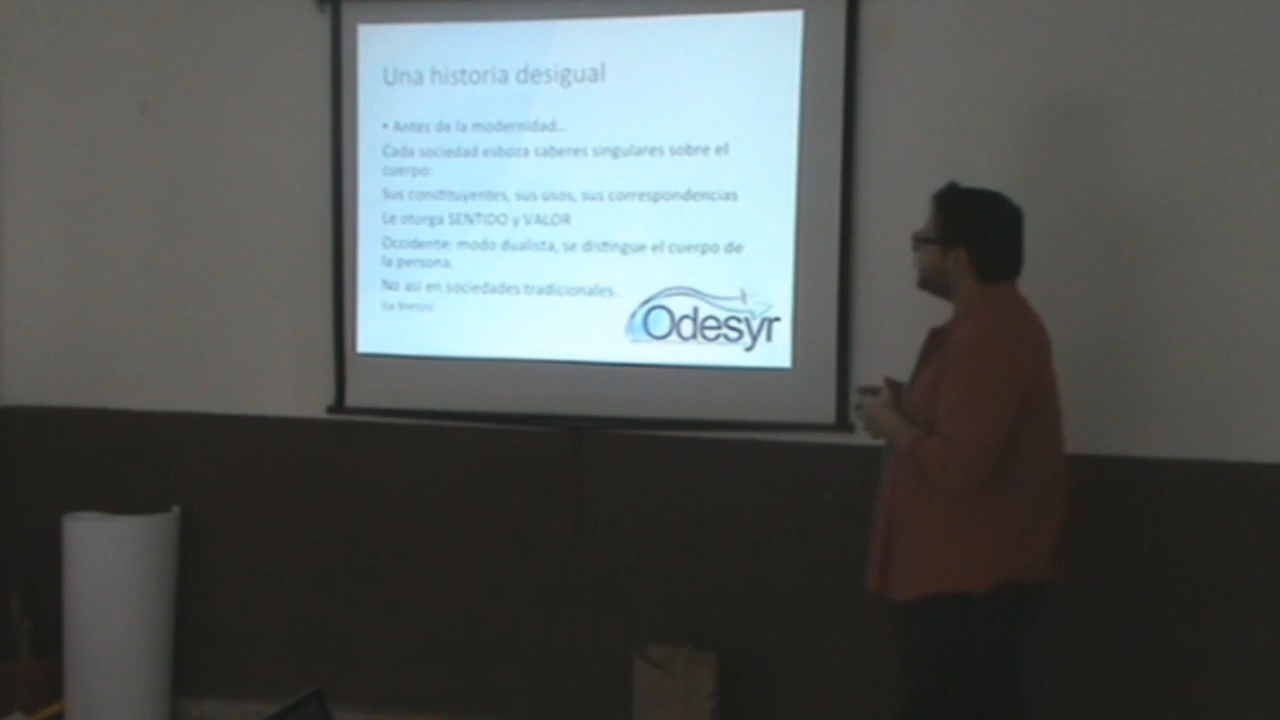 Una historia desigual
• Antes de la modernidad...
Cada sociedad esboza saberes singulares sobre el
cuerpo:
Sus constituyentes, sus usos, sus correspondencias
Le otorga SENTIDO y VALOR
Occidente: modo dualista, se distingue el cuerpo de
la persona.
No así en sociedades tradicionales.
(Le Breton)
Odesyr